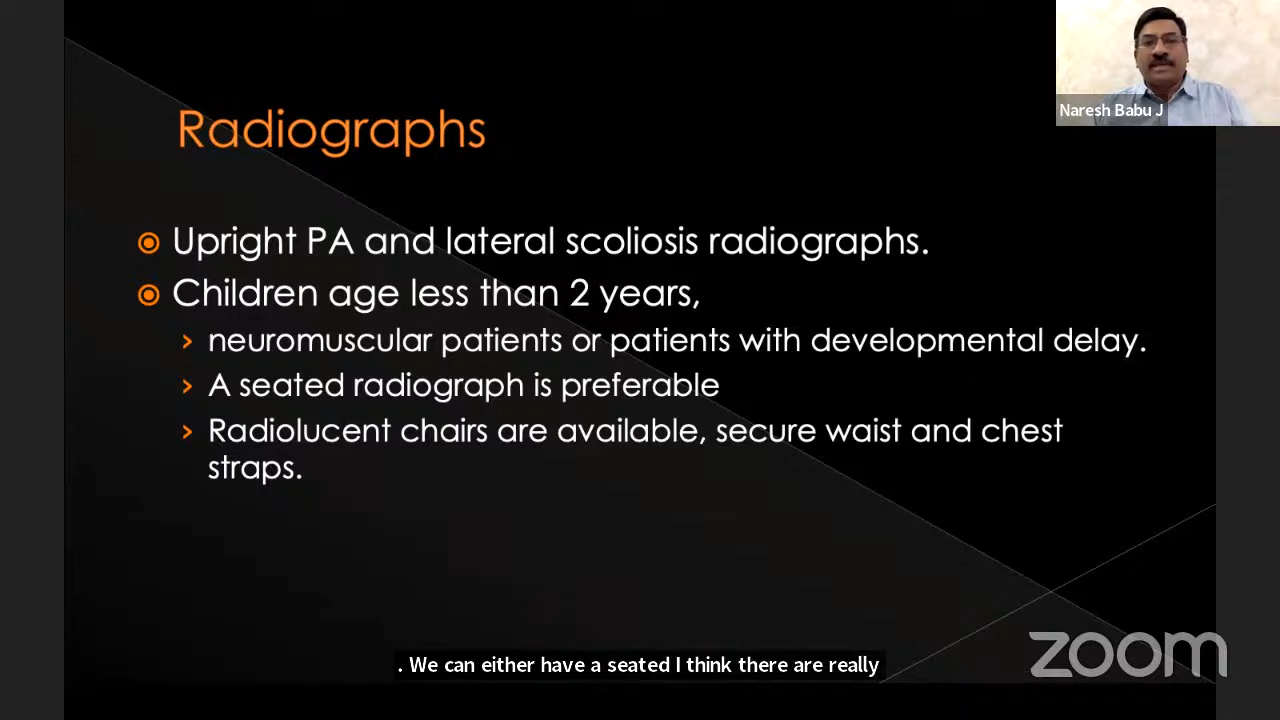 Naresh Babu J
Radiographs
Upright PA and lateral scoliosis radiographs.
Children age less than 2 years,
neuromuscular patients or patients with developmental delay.
A seated radiograph is preferable
Radiolucent chairs are available, secure waist and chest
straps.
. We can either have a seated I think there are really
zoom